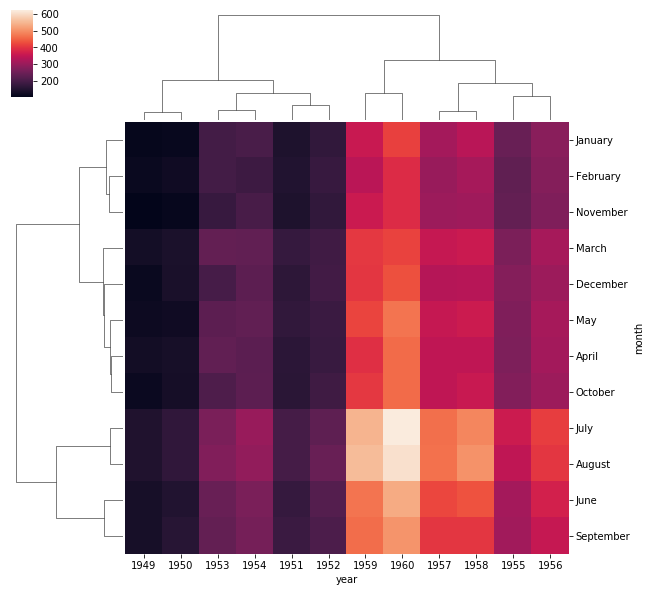 600
500
400
300
200
January
February
November
March
December
May
April
October
July
August
June
September
month
1949 1950 1953 1954 1951 1952 1959 1960 1957 1958 1955 1956
year